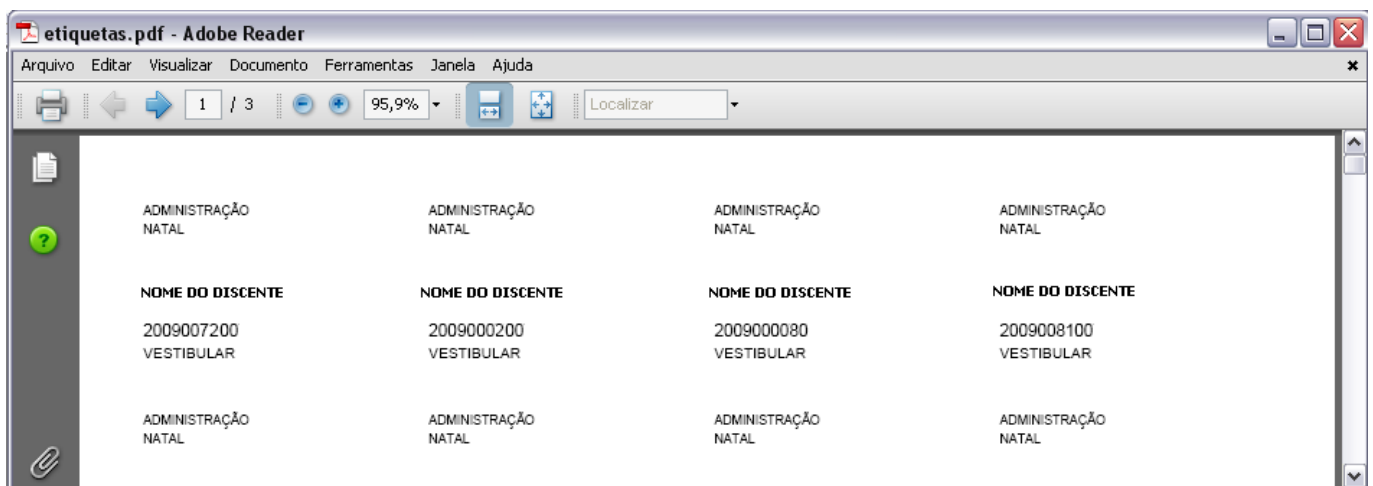 etiquetas.pdf - Adobe Reader
Arquivo Editar Visualizar Documento Ferramentas Janela Ajuda
1 / 3 95,9% Localizar
ADMINISTRAÇÃO ADMINISTRAÇÃO ADMINISTRAÇÃO ADMINISTRAÇÃO
NATAL NATAL NATAL NATAL
NOME DO DISCENTE NOME DO DISCENTE NOME DO DISCENTE NOME DO DISCENTE
2009007200 2009000200 2009000080 2009008100
VESTIBULAR VESTIBULAR VESTIBULAR VESTIBULAR
ADMINISTRAÇÃO ADMINISTRAÇÃO ADMINISTRAÇÃO ADMINISTRAÇÃO
NATAL NATAL NATAL NATAL